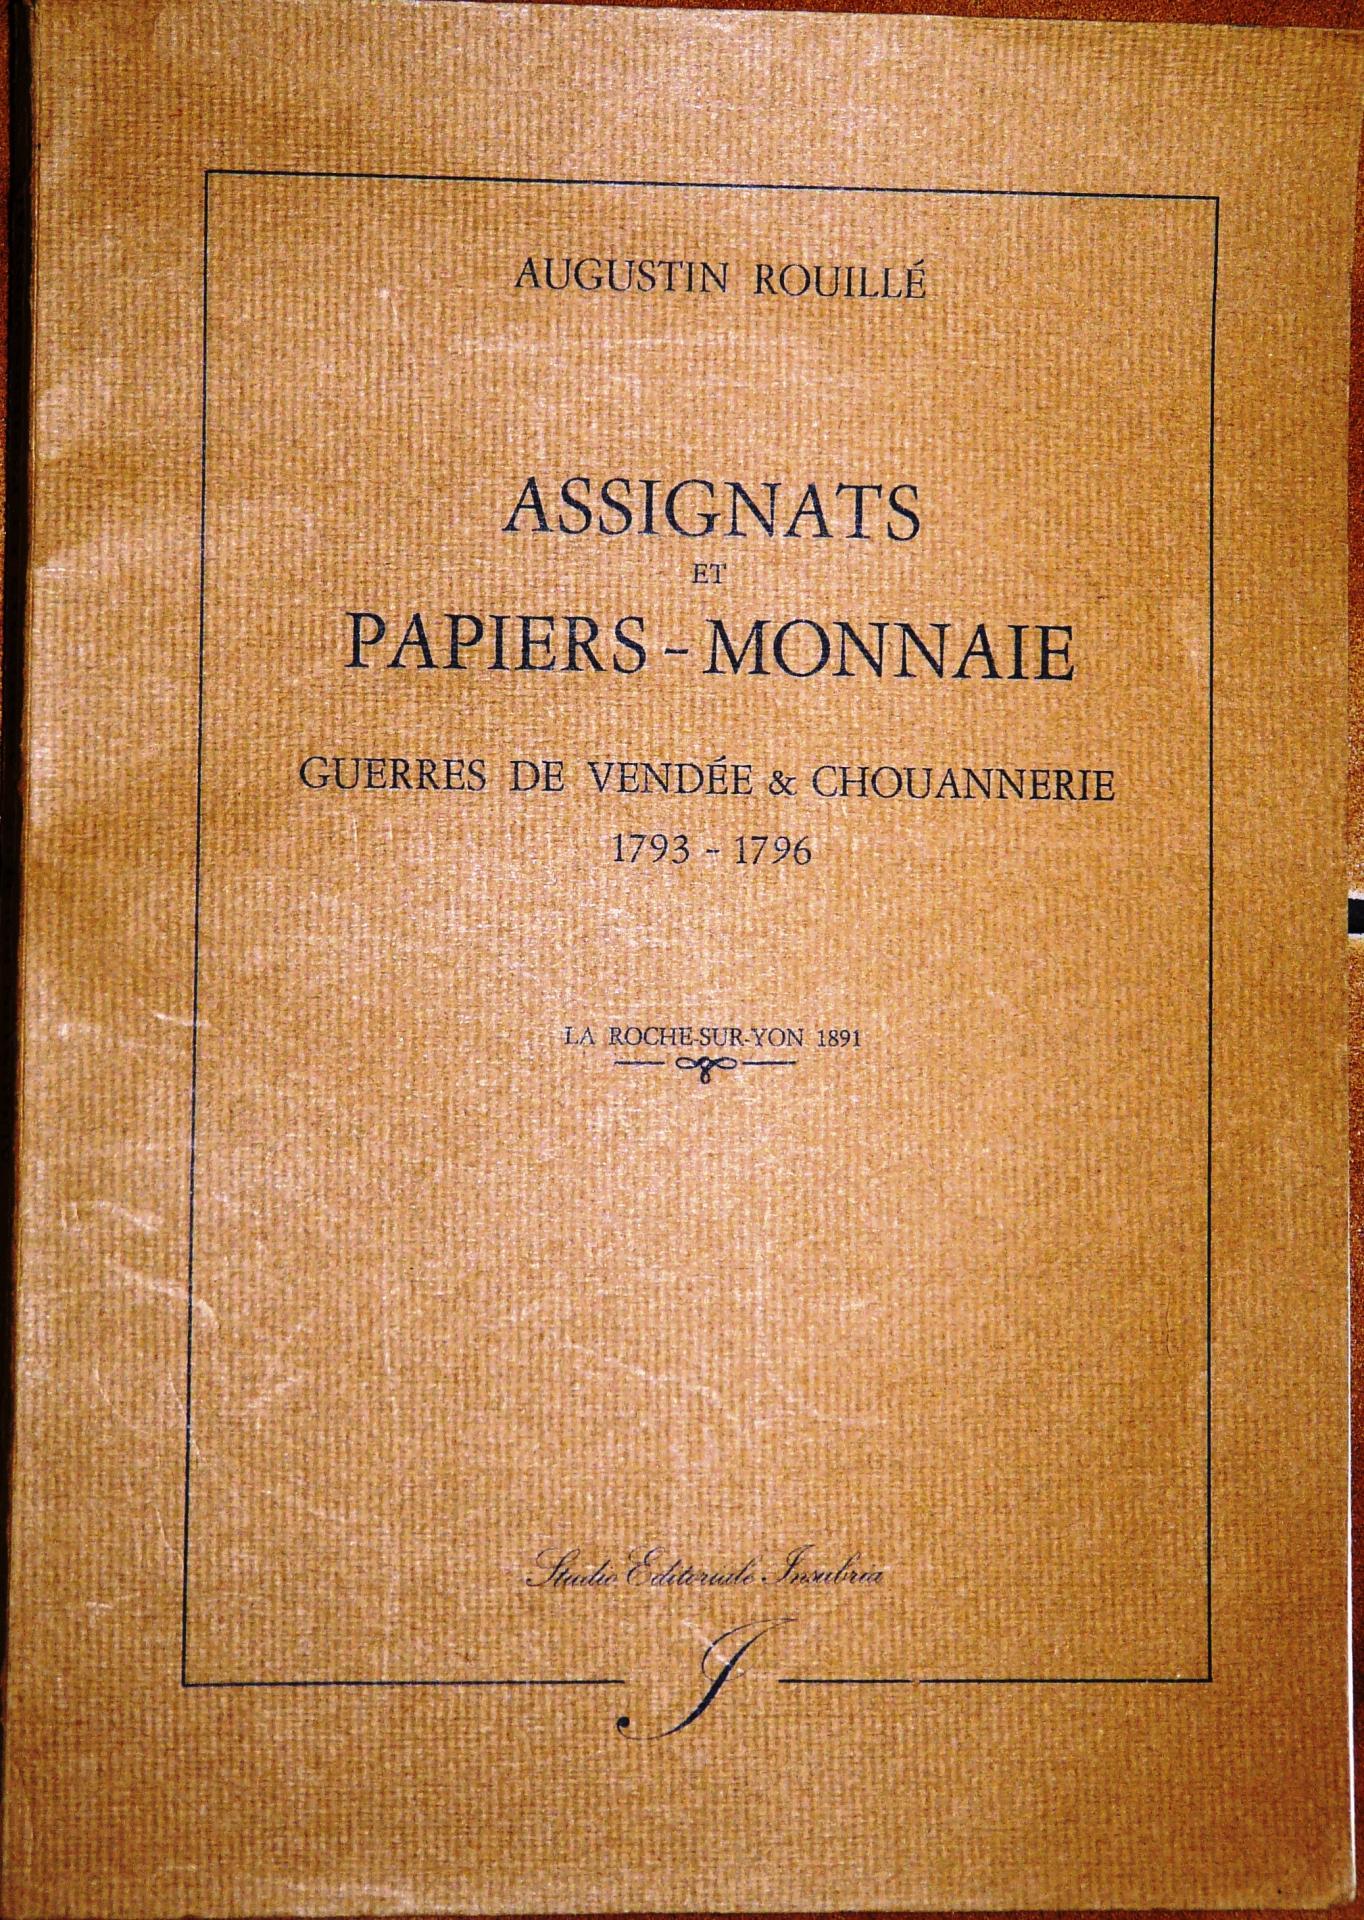 AUGUSTIN ROUILLÉ
ASSIGNATS
ET
PAPIERS - MONNAIE
GUERRES DE VENDÉE & CHOUANNERIE
1793 - 1796
LA ROCHE-SUR-YON 1891
Studio Editoriale Insubria
I